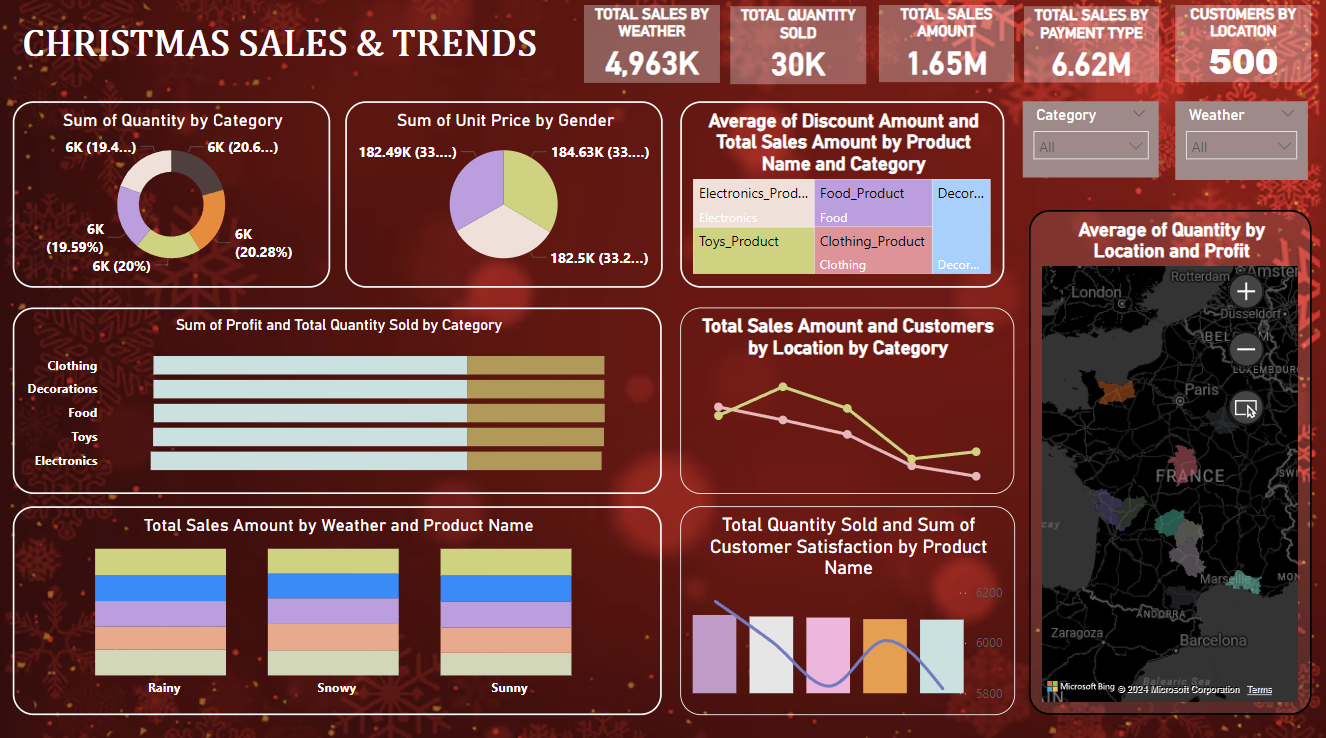 CHRISTMAS SALES & TRENDS
TOTAL SALES BY
WEATHER
4,963K
TOTAL QUANTITY
SOLD
30K
TOTAL SALES
AMOUNT
1.65M
TOTAL SALES BY
PAYMENT TYPE
6.62M
CUSTOMERS BY
LOCATION
500
Sum of Quantity by Category
6K (19.4...)
6K (20.6...)
6K
(19.59%)
6K
(20.28%)
6K (20%)
Sum of Unit Price by Gender
182.49K (33....)
184.63K (33....)
182.5K (33.2...)
Average of Discount Amount and
Total Sales Amount by Product
Name and Category
Electronics_Prod...
Electronics
Food_Product
Food
Decor...
Toys_Product
Clothing_Product
Clothing
Decor...
Category
All
Weather
All
Average of Quantity by
Location and Profit
Rotterdam
Amster
London
Düsseldorf
BEL
M
LUXEMBOUR
Paris
FRANCE
SWI
cay
Marseille
MON
ANDORRA
Zaragoza
Barcelona
Balearic Sea
IN
Microsoft Bing
© 2024 Microsoft Corporation
Terms
Sum of Profit and Total Quantity Sold by Category
Clothing
Decorations
Food
Toys
Electronics
Total Sales Amount and Customers
by Location by Category
Total Sales Amount by Weather and Product Name
Rainy
Snowy
Sunny
Total Quantity Sold and Sum of
Customer Satisfaction by Product
Name
6200
6000
5800